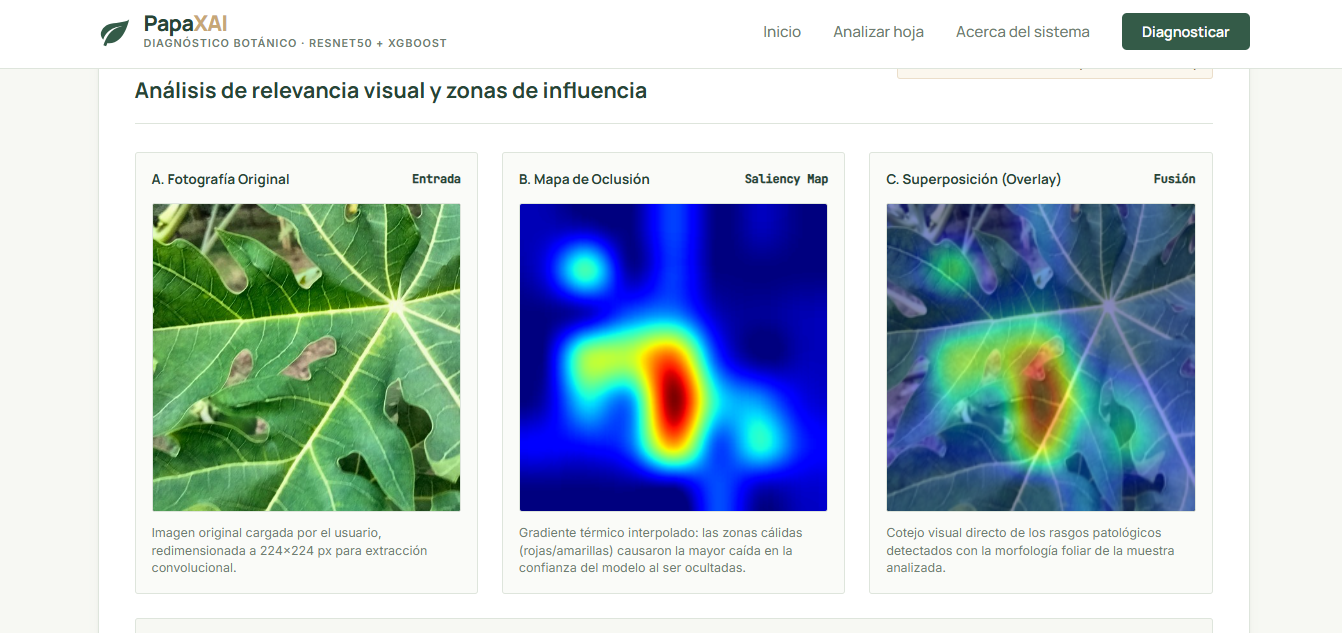 PapaXAI
DIAGNÓSTICO BOTÁNICO · RESNET50 + XGBOOST
Inicio
Analizar hoja
Acerca del sistema
Diagnosticar
Análisis de relevancia visual y zonas de influencia
A. Fotografía Original
Entrada
Imagen original cargada por el usuario,
redimensionada a 224×224 px para extracción
convolucional.
B. Mapa de Oclusión
Saliency Map
Gradiente térmico interpolado: las zonas cálidas
(rojas/amarillas) causaron la mayor caída en la
confianza del modelo al ser ocultadas.
C. Superposición (Overlay)
Fusión
Cotejo visual directo de los rasgos patológicos
detectados con la morfología foliar de la muestra
analizada.